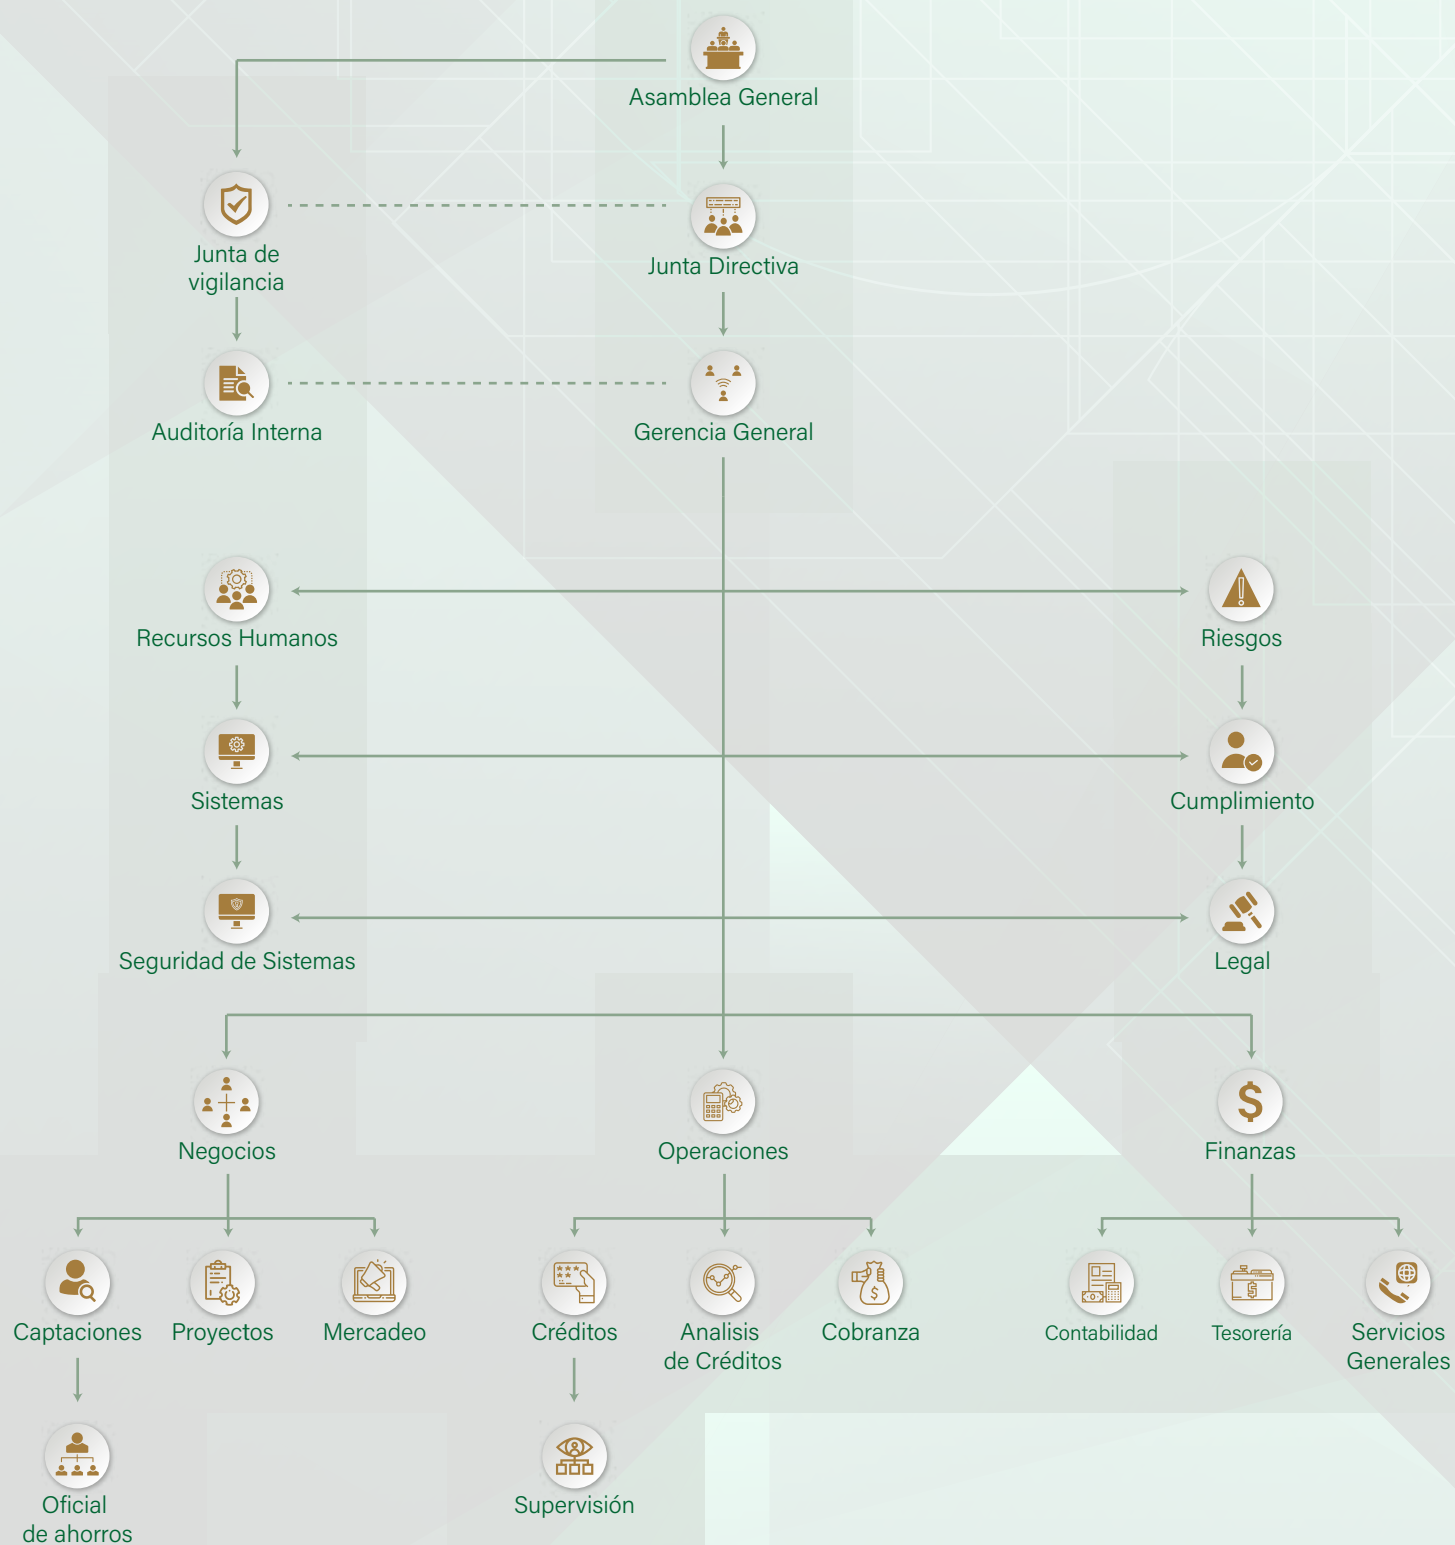 Asamblea General
Junta de
vigilancia
Junta Directiva
Auditoría Interna
Gerencia General
Recursos Humanos
Riesgos
Sistemas
Cumplimiento
Seguridad de Sistemas
Legal
Negocios
Operaciones
Finanzas
Captaciones
Proyectos
Mercadeo
Créditos
Analisis
de Créditos
Cobranza
Contabilidad
Tesorería
Servicios
Generales
Oficial
de ahorros
Supervisión